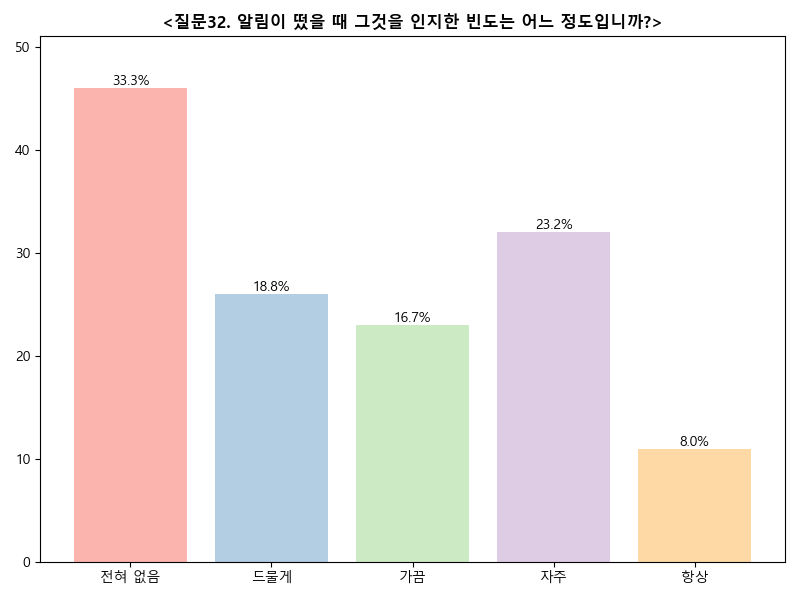 <질문32. 알림이 떴을 때 그것을 인지한 빈도는 어느 정도입니까?>
50
40
30
20
10
0
33.3%
18.8%
16.7%
23.2%
8.0%
전혀 없음
드물게
가끔
자주
항상